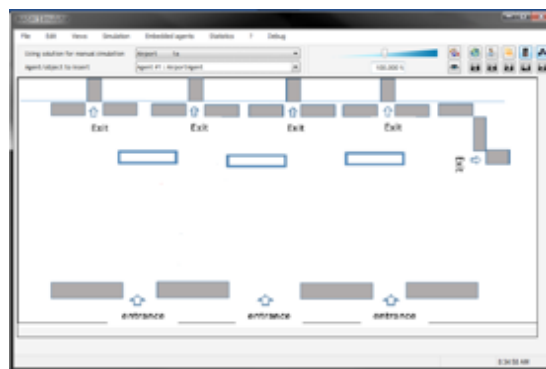 File Edit Views Simulation Embedded agents Statistics ? Debug
Using solution for manual simulation Airport 1a
Agent/object to insert Agent #1 : AirportAgent 100.000 %
Exit Exit Exit Exit
Exit
entrance entrance entrance